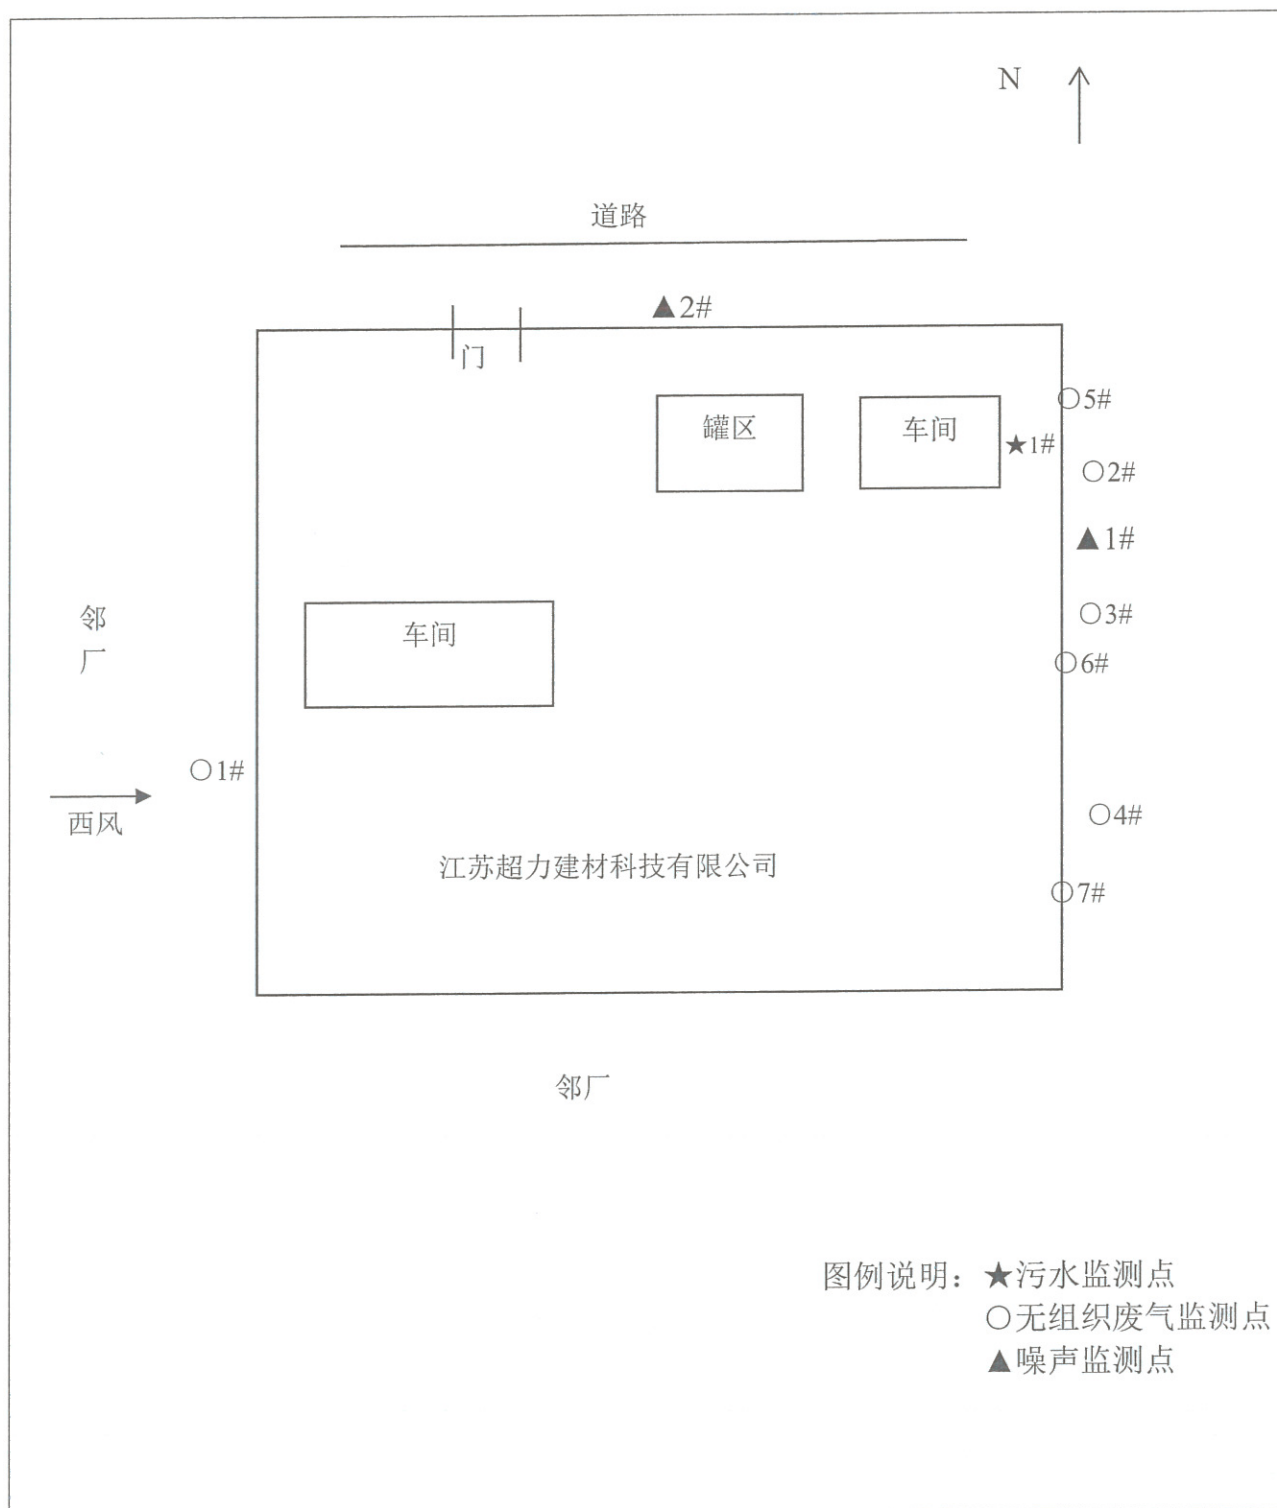 N
道路
▲2#
门
○5#
罐区
车间
★1#
○2#
▲1#
邻厂
车间
○3#
○6#
○1#
西风
○4#
江苏超力建材科技有限公司
○7#
邻厂
图例说明：★污水监测点
○无组织废气监测点
▲噪声监测点